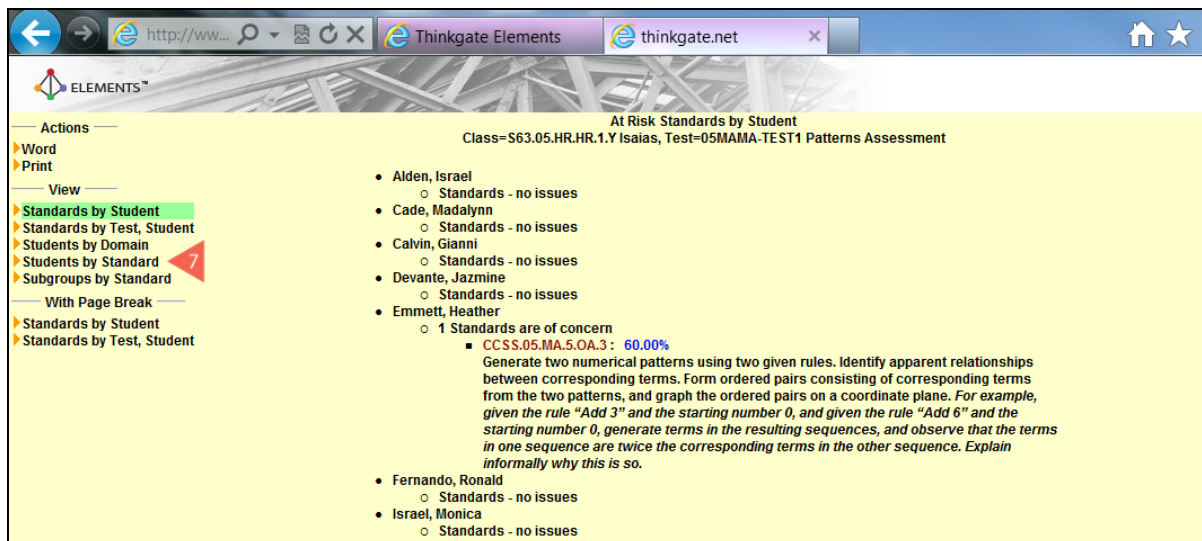 http://ww...
Thinkgate Elements
thinkgate.net
ELEMENTS™
Actions
Word
Print
View
Standards by Student
Standards by Test, Student
Students by Domain
Students by Standard
7
Subgroups by Standard
With Page Break
Standards by Student
Standards by Test, Student
At Risk Standards by Student
Class=S63.05.HR.HR.1.Y Isaias, Test=05MAMA-TEST1 Patterns Assessment
Alden, Israel
Standards - no issues
Cade, Madalynn
Standards - no issues
Calvin, Gianni
Standards - no issues
Devante, Jazmine
Standards - no issues
Emmett, Heather
1 Standards are of concern
CCSS.05.MA.5.OA.3 : 60.00%
Generate two numerical patterns using two given rules. Identify apparent relationships
between corresponding terms. Form ordered pairs consisting of corresponding terms
from the two patterns, and graph the ordered pairs on a coordinate plane. For example,
given the rule “Add 3” and the starting number 0, and given the rule “Add 6” and the
starting number 0, generate terms in the resulting sequences, and observe that the terms
in one sequence are twice the corresponding terms in the other sequence. Explain
informally why this is so.
Fernando, Ronald
Standards - no issues
Israel, Monica
Standards - no issues